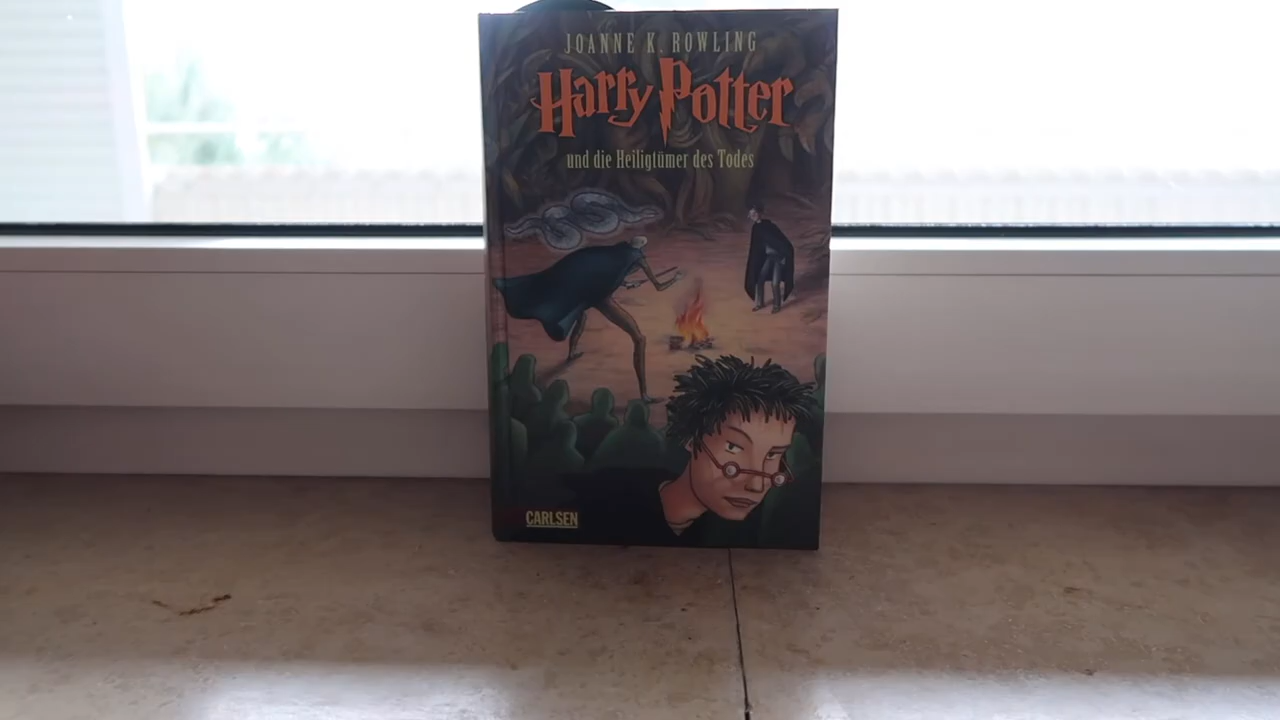 JOANNE K. ROWLING
Harry Potter
und die Heiligtümer des Todes
CARLSEN